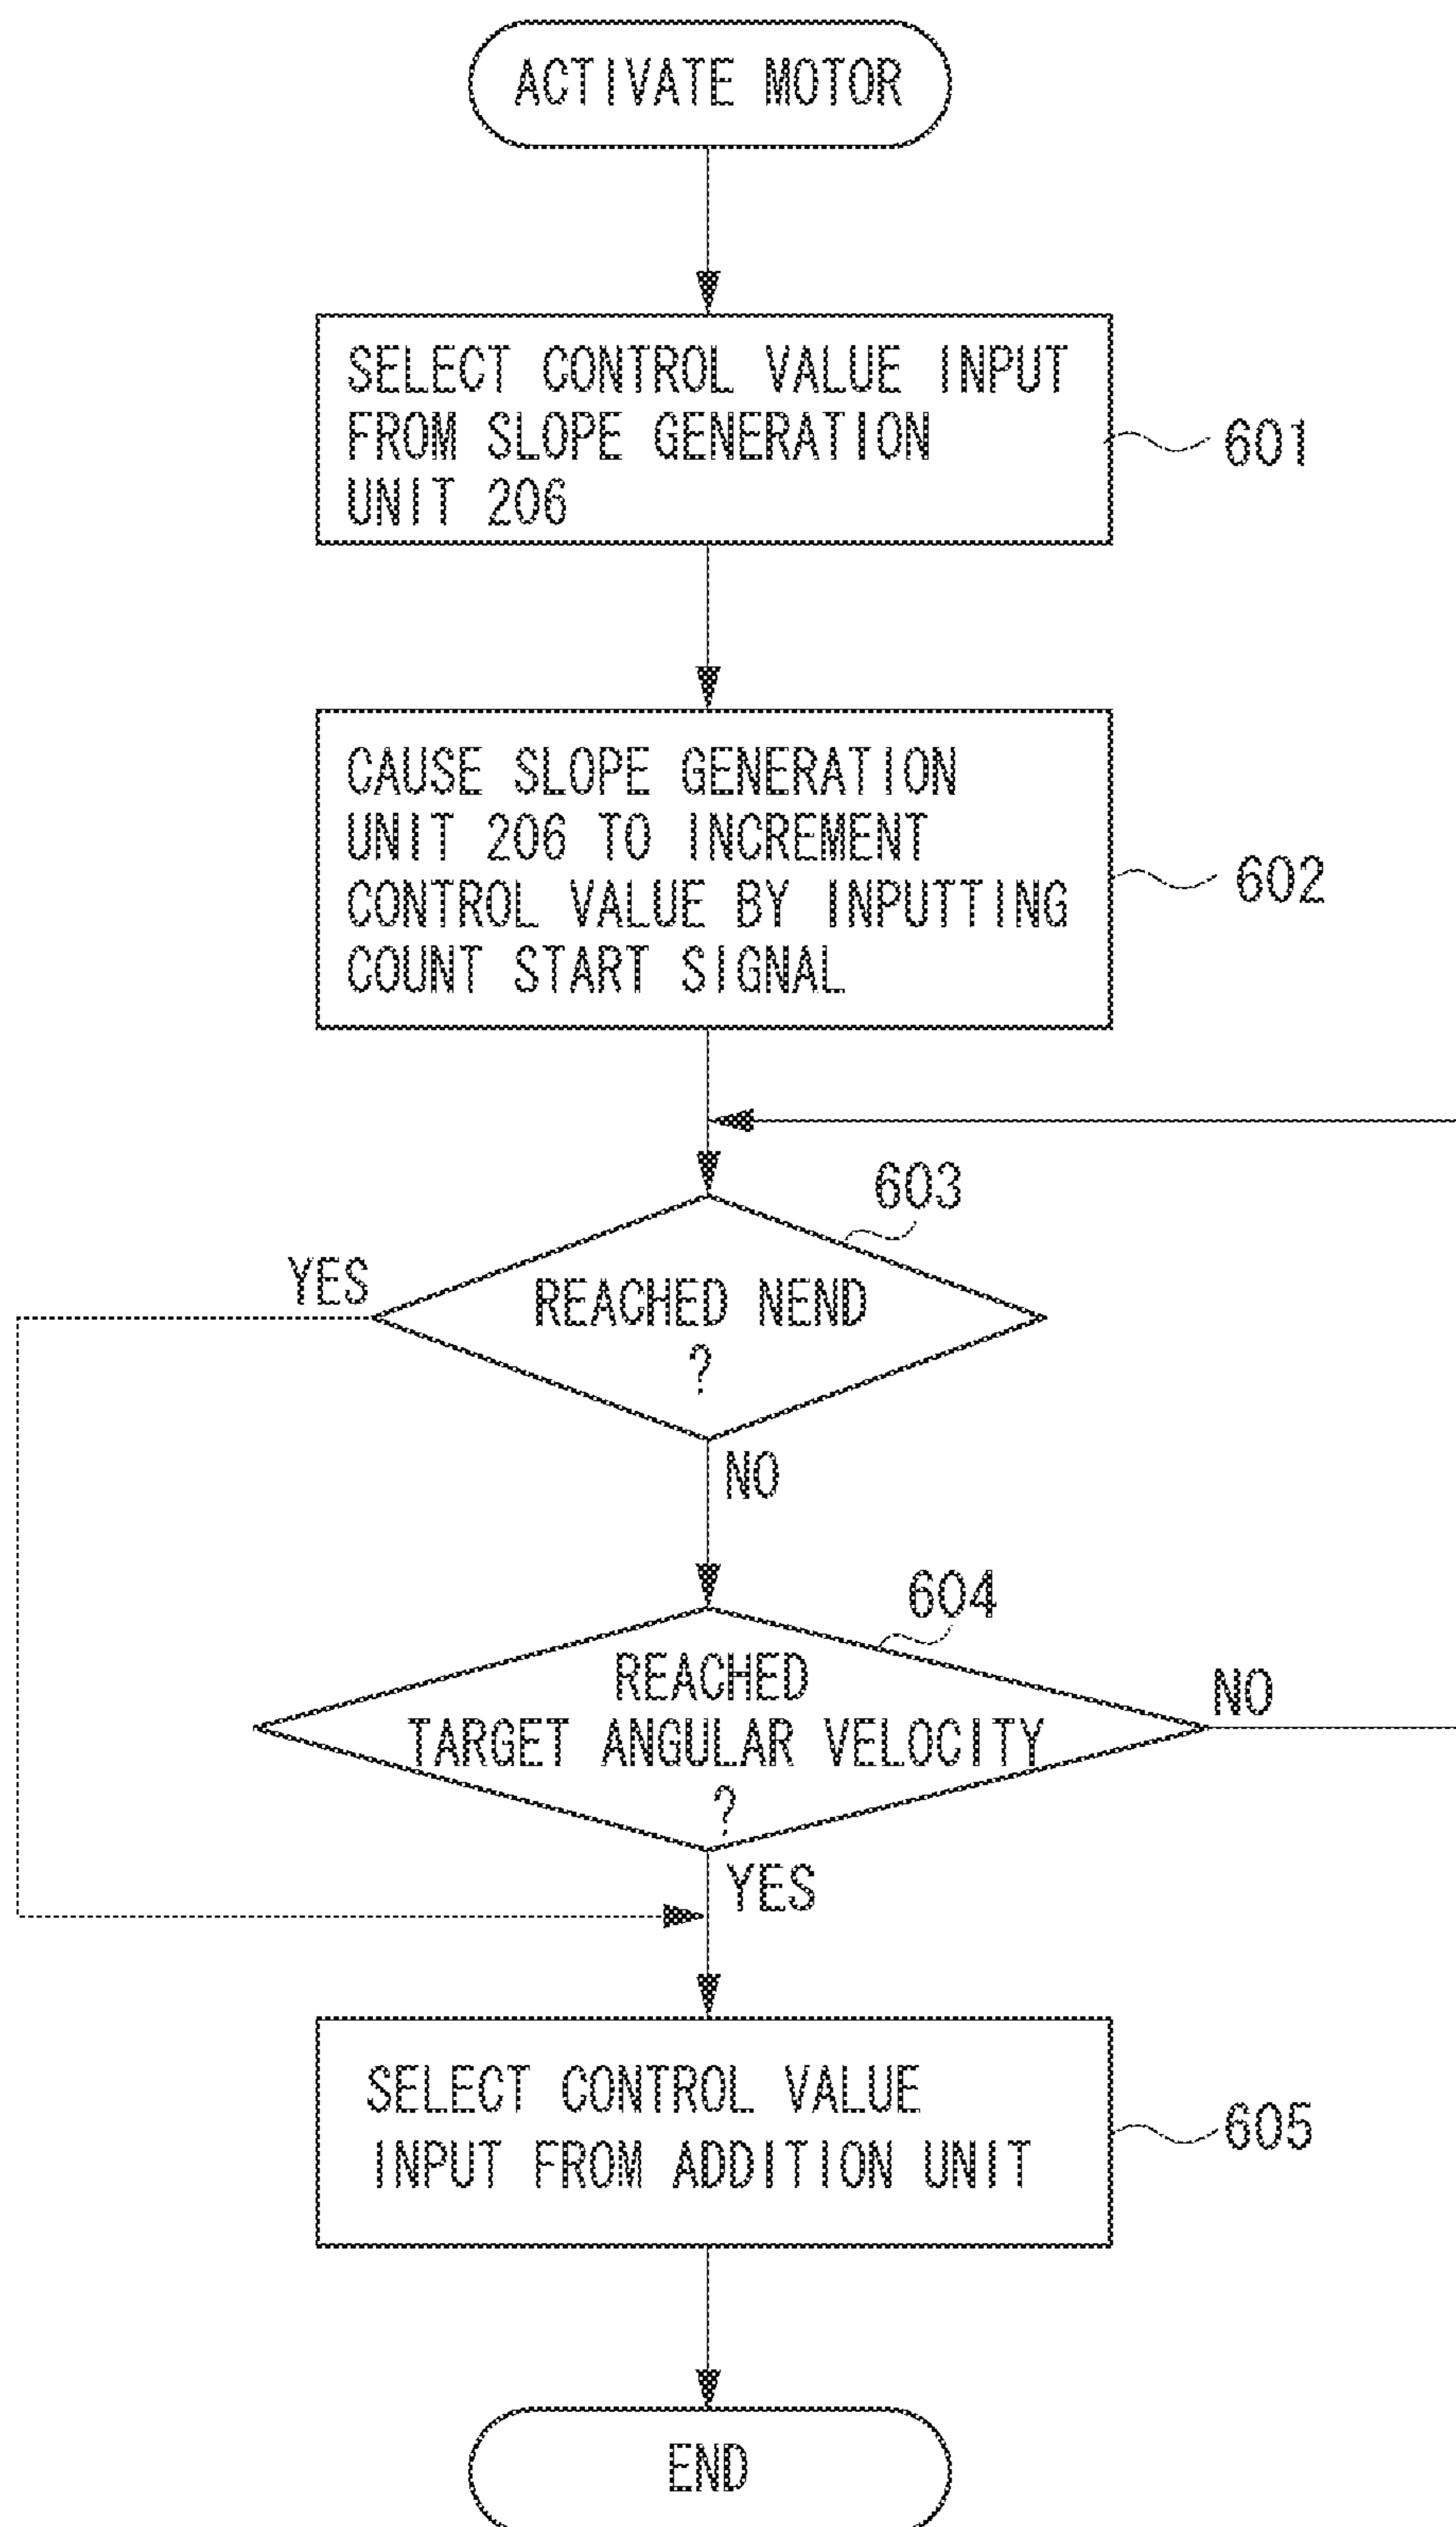 ACTIVATE MOTOR
SELECT CONTROL VALUE INPUT
FROM SLOPE GENERATION
UNIT 206
601
CAUSE SLOPE GENERATION
UNIT 206 TO INCREMENT
CONTROL VALUE BY INPUTTING
COUNT START SIGNAL
602
603
YES
REACHED NEND
?
NO
604
REACHED
TARGET ANGULAR VELOCITY
?
NO
YES
SELECT CONTROL VALUE
INPUT FROM ADDITION UNIT
605
END